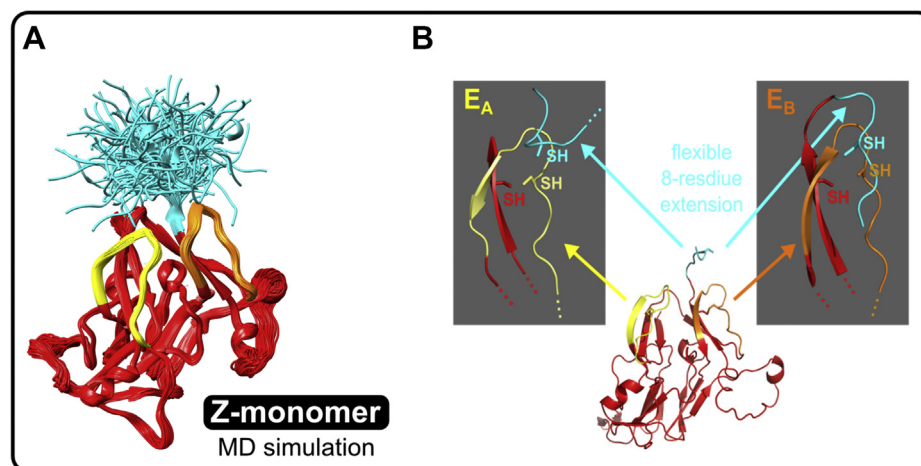 A
B
Z-monomer
MD simulation
E_A
SH
SH
SH
flexible
8-resdiue
extension
E_B
SH
SH
SH